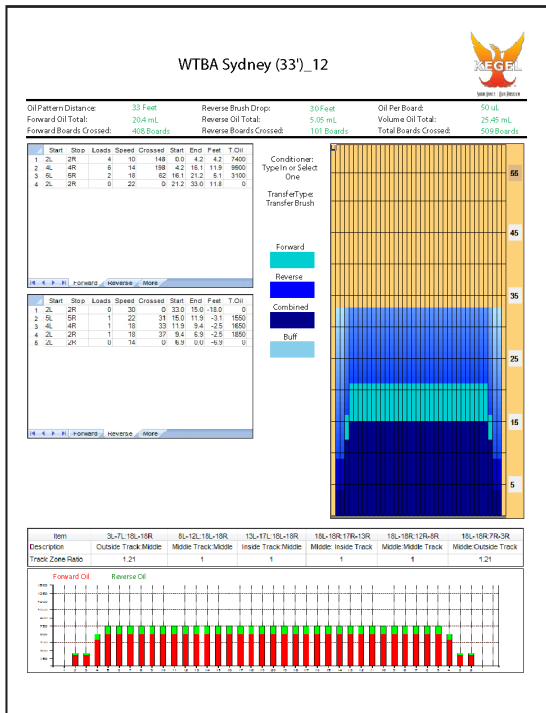 WTBA Sydney (33')_12
KEGEL
Oil Pattern Distance: 33 Feet Reverse Brush Drop: 30 Feet Oil Per Board: 50 uL
Forward Oil Total: 20.4 mL Reverse Oil Total: 5.05 mL Volume Oil Total: 25.45 mL
Forward Boards Crossed: 408 Boards Reverse Boards Crossed: 101 Boards Total Boards Crossed: 509 Boards
Start Stop Loads Speed Crossed Start End Feet T.Oil
1 2L 2R 4 10 148 0.0 4.2 4.2 7400
2 4L 4R 6 14 198 4.2 16.1 11.9 9900
3 5L 5R 2 18 62 16.1 21.2 5.1 3100
4 2L 2R 0 22 0 21.2 33.0 11.8 0
Forward Reverse More
Conditioner:
Type In or Select
One
TransferType:
Transfer Brush
Forward
Reverse
Combined
Buff
Start Stop Loads Speed Crossed Start End Feet T.Oil
1 2L 2R 0 30 0 33.0 15.0 -18.0 0
2 5L 5R 1 22 31 15.0 11.9 -3.1 1550
3 4L 4R 1 18 33 11.9 9.4 -2.5 1650
4 2L 2R 1 18 37 9.4 6.9 -2.5 1850
5 2L 2R 0 14 0 6.9 0.0 -6.9 0
Forward Reverse More
55
45
35
25
15
5
Item 3L-7L:18L-18R 8L-12L:18L-18R 13L-17L:18L-18R 18L-18R:17R-13R 18L-18R:12R-8R 18L-18R:7R-3R
Description Outside Track:Middle Middle Track:Middle Inside Track:Middle Middle: Inside Track Middle:Middle Track Middle:Outside Track
Track Zone Ratio 1.21 1 1 1 1 1.21
Forward Oil Reverse Oil